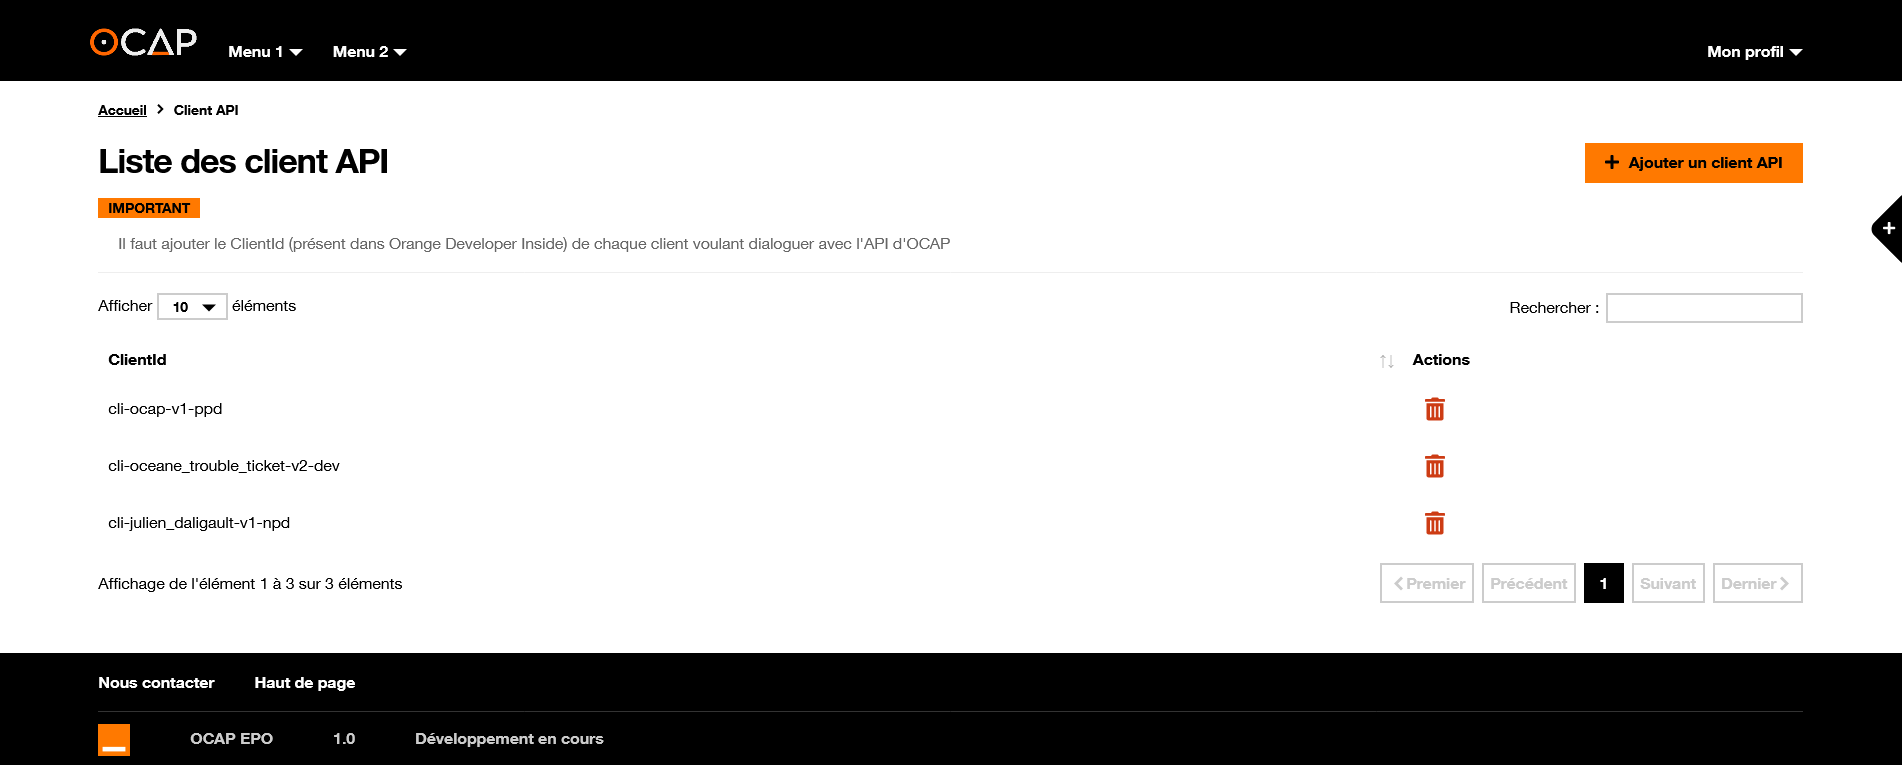 OCAP
Menu 1 Menu 2 Mon profil
Accueil Client API
Liste des client API
Ajouter un client API
IMPORTANT
Il faut ajouter le ClientId (présent dans Orange Developer Inside) de chaque client voulant dialoguer avec l'API d'OCAP
Afficher 10 éléments Rechercher :
ClientId Actions
cli-ocap-v1-ppd
cli-oceane_trouble_ticket-v2-dev
cli-julien_daligault-v1-npd
Affichage de l'élément 1 à 3 sur 3 éléments
Premier Précédent 1 Suivant Dernier
Nous contacter Haut de page
OCAP EPO 1.0 Développement en cours